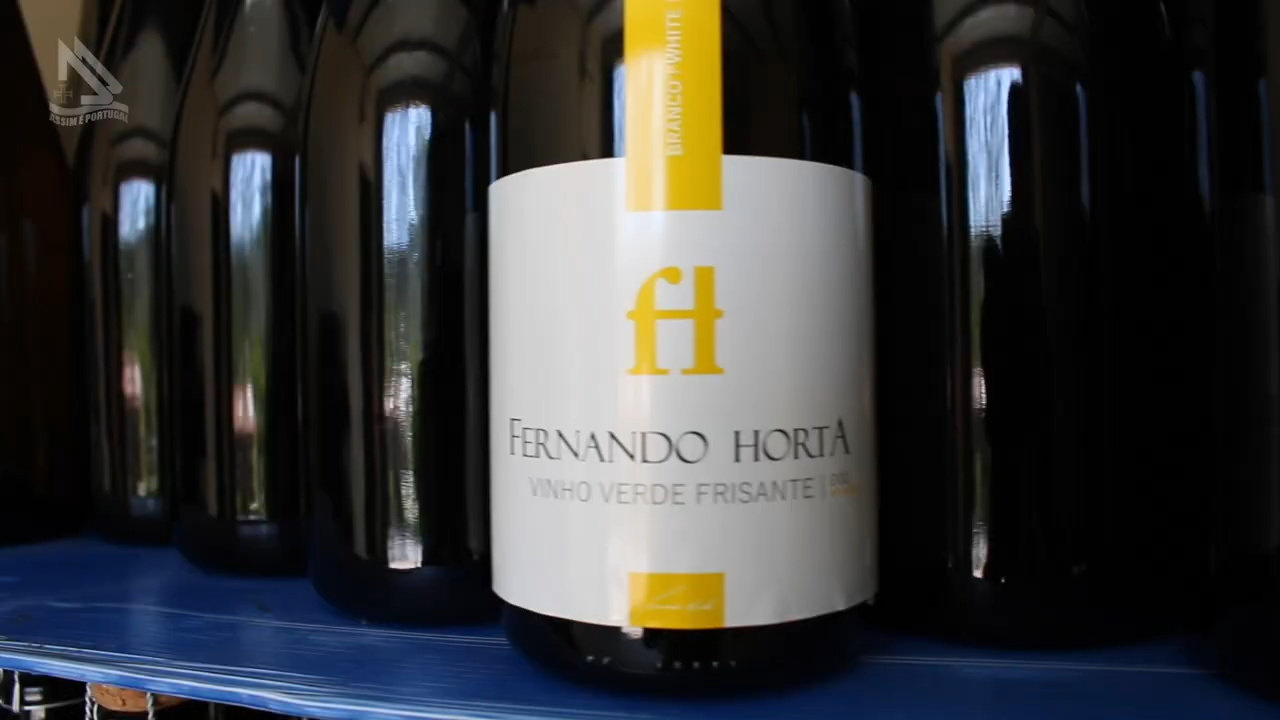 ASSIM É PORTUGAL
BRANCO / WHITE
fH
FERNANDO HORTA
VINHO VERDE FRISANTE | DOC